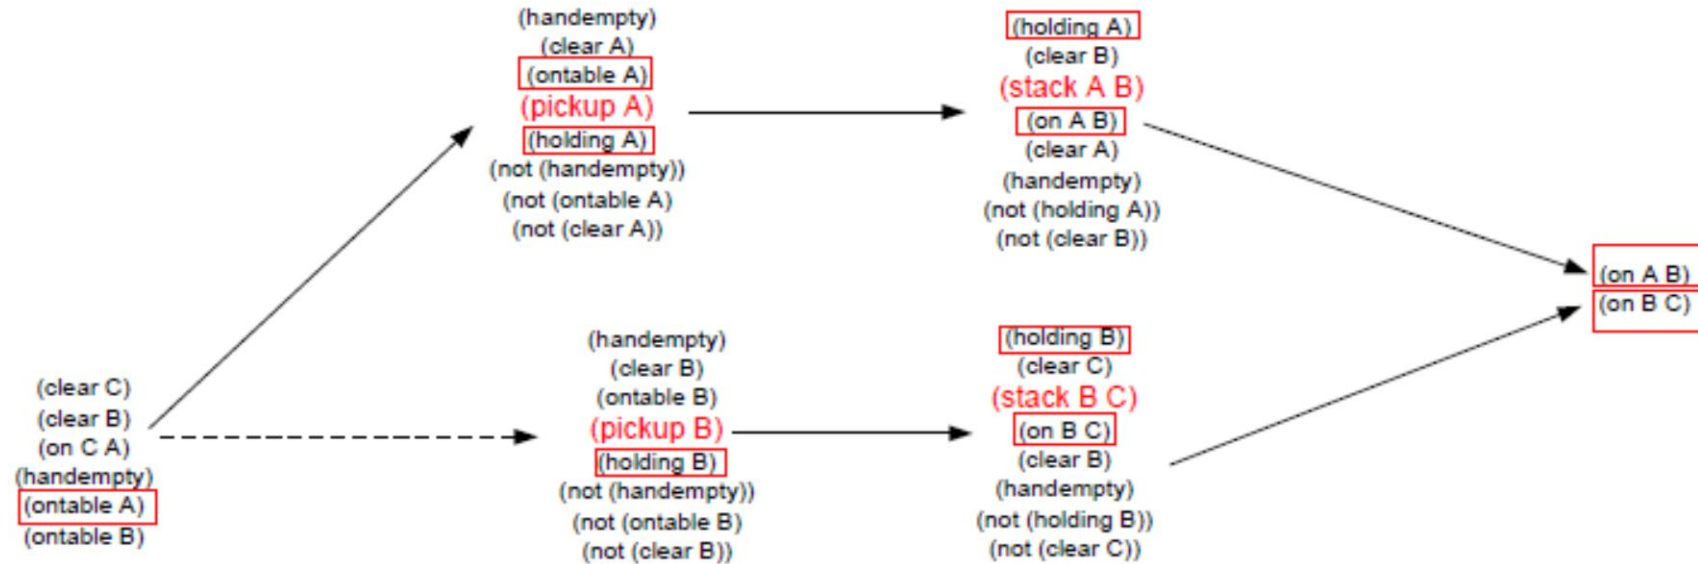 (clear C)
(clear B)
(on C A)
(handempty)
(ontable A)
(ontable B)
(handempty)
(clear A)
(ontable A)
(pickup A)
(holding A)
(not (handempty))
(not (ontable A)
(not (clear A))
(holding A)
(clear B)
(stack A B)
(on A B)
(clear A)
(handempty)
(not (holding A))
(not (clear B))
(handempty)
(clear B)
(ontable B)
(pickup B)
(holding B)
(not (handempty))
(not (ontable B)
(not (clear B))
(holding B)
(clear C)
(stack B C)
(on B C)
(clear B)
(handempty)
(not (holding B))
(not (clear C))
(on A B)
(on B C)